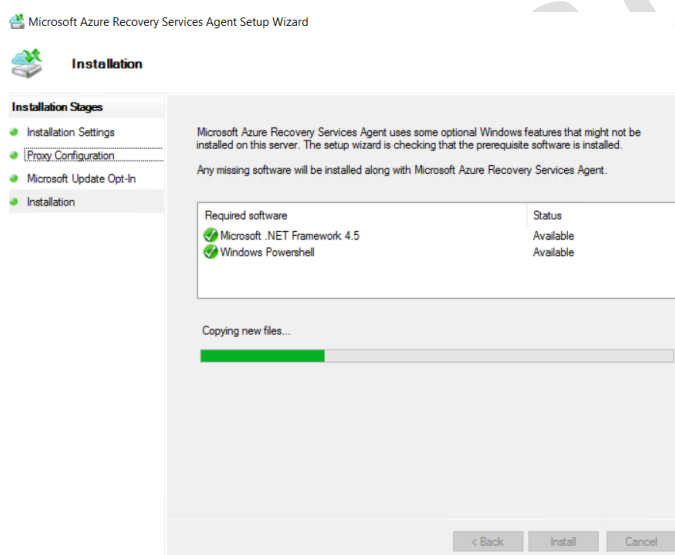 Microsoft Azure Recovery Services Agent Setup Wizard
Installation
Installation Stages
Installation Settings
Proxy Configuration
Microsoft Update Opt-In
Installation
Microsoft Azure Recovery Services Agent uses some optional Windows features that might not be
installed on this server. The setup wizard is checking that the prerequisite software is installed.
Any missing software will be installed along with Microsoft Azure Recovery Services Agent.
Required software Status
Microsoft .NET Framework 4.5 Available
Windows Powershell Available
Copying new files...
< Back Install Cancel